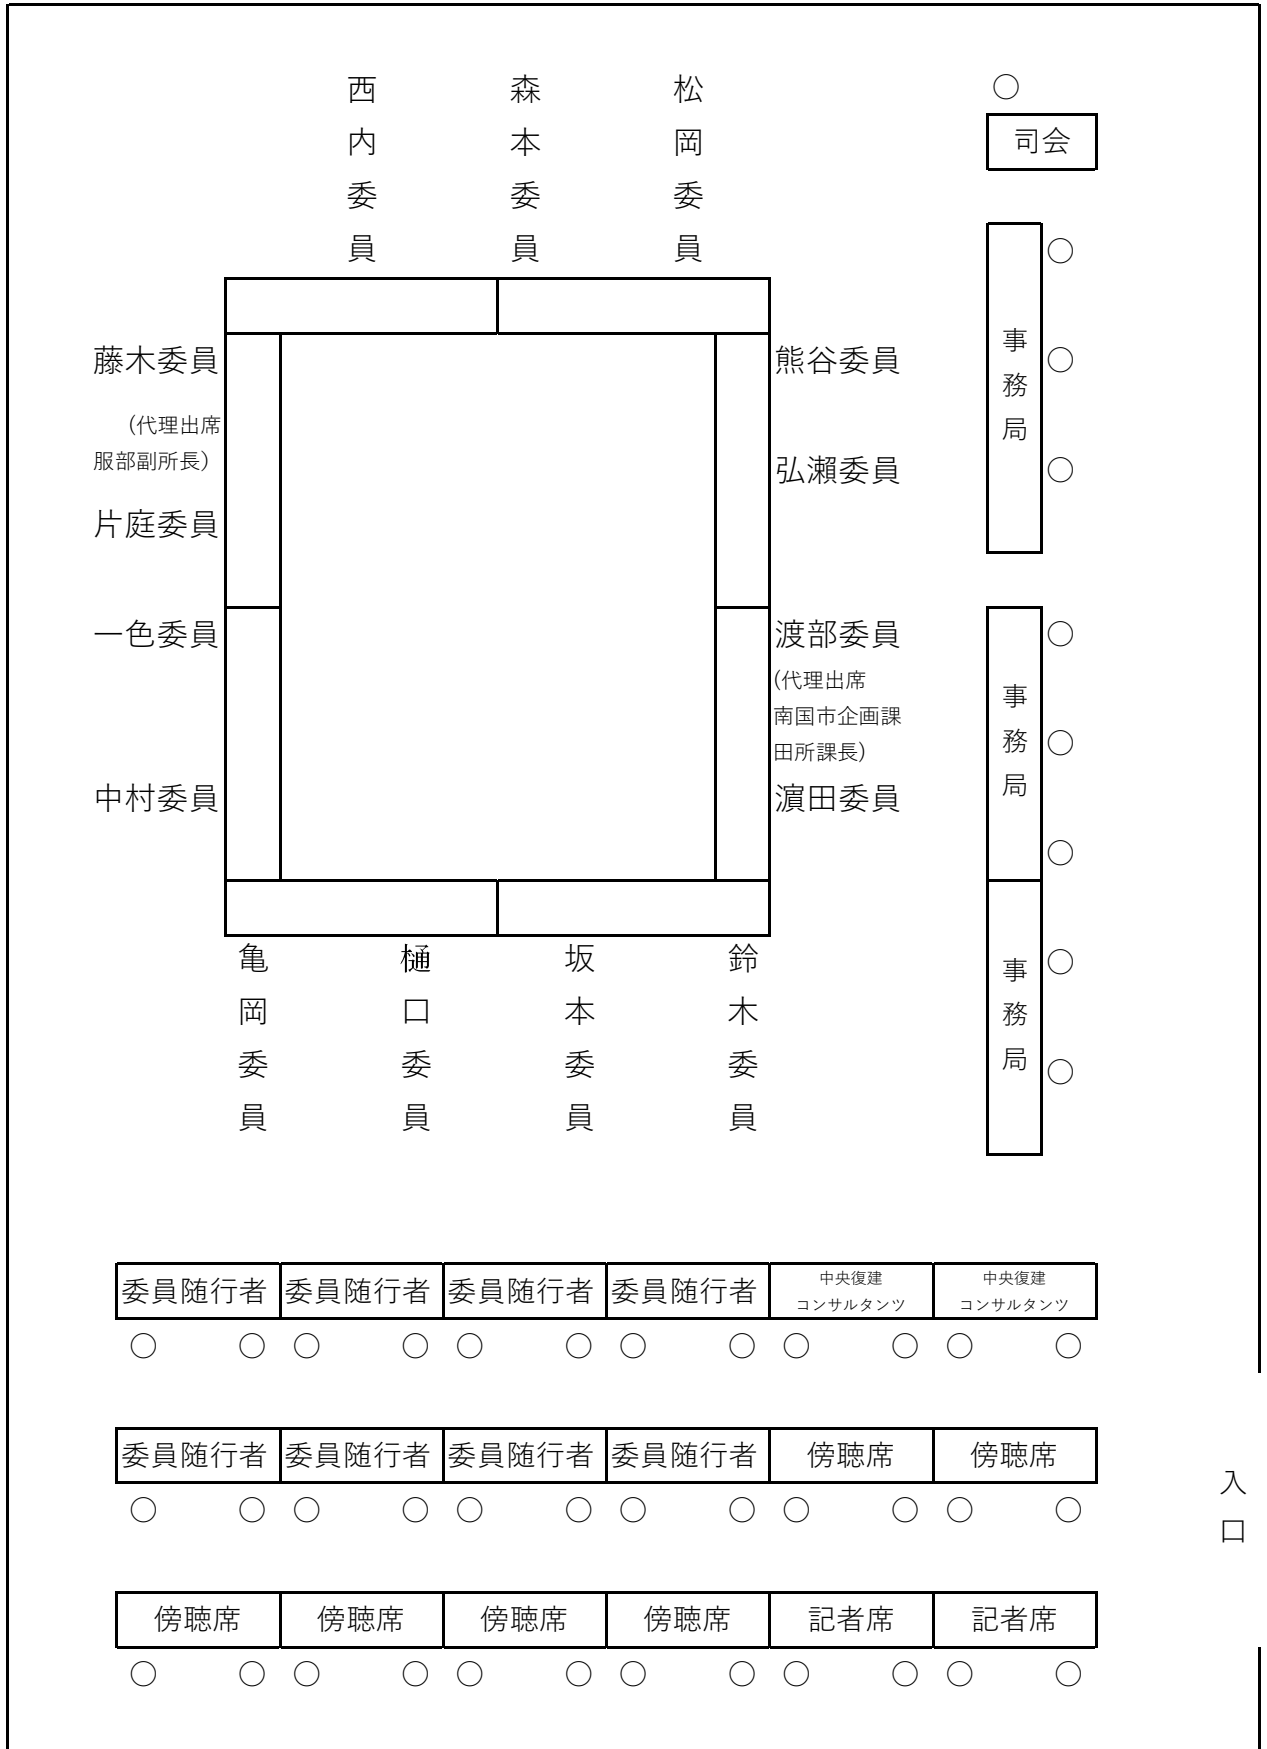 西内委員
森本委員
松岡委員
○
司会
○
○
○
事務局
藤木委員
(代理出席
服部副所長)
片庭委員
一色委員
中村委員
熊谷委員
弘瀬委員
渡部委員
(代理出席
南国市企画課
田所課長)
濵田委員
○
○
○
事務局
○
○
事務局
亀岡委員
樋口委員
坂本委員
鈴木委員
委員随行者 委員随行者 委員随行者 委員随行者 中央復建
コンサルタンツ 中央復建
コンサルタンツ
○ ○ ○ ○ ○ ○ ○ ○ ○ ○ ○ ○
委員随行者 委員随行者 委員随行者 委員随行者 傍聴席 傍聴席
○ ○ ○ ○ ○ ○ ○ ○ ○ ○ ○ ○
入口
傍聴席 傍聴席 傍聴席 傍聴席 記者席 記者席
○ ○ ○ ○ ○ ○ ○ ○ ○ ○ ○ ○